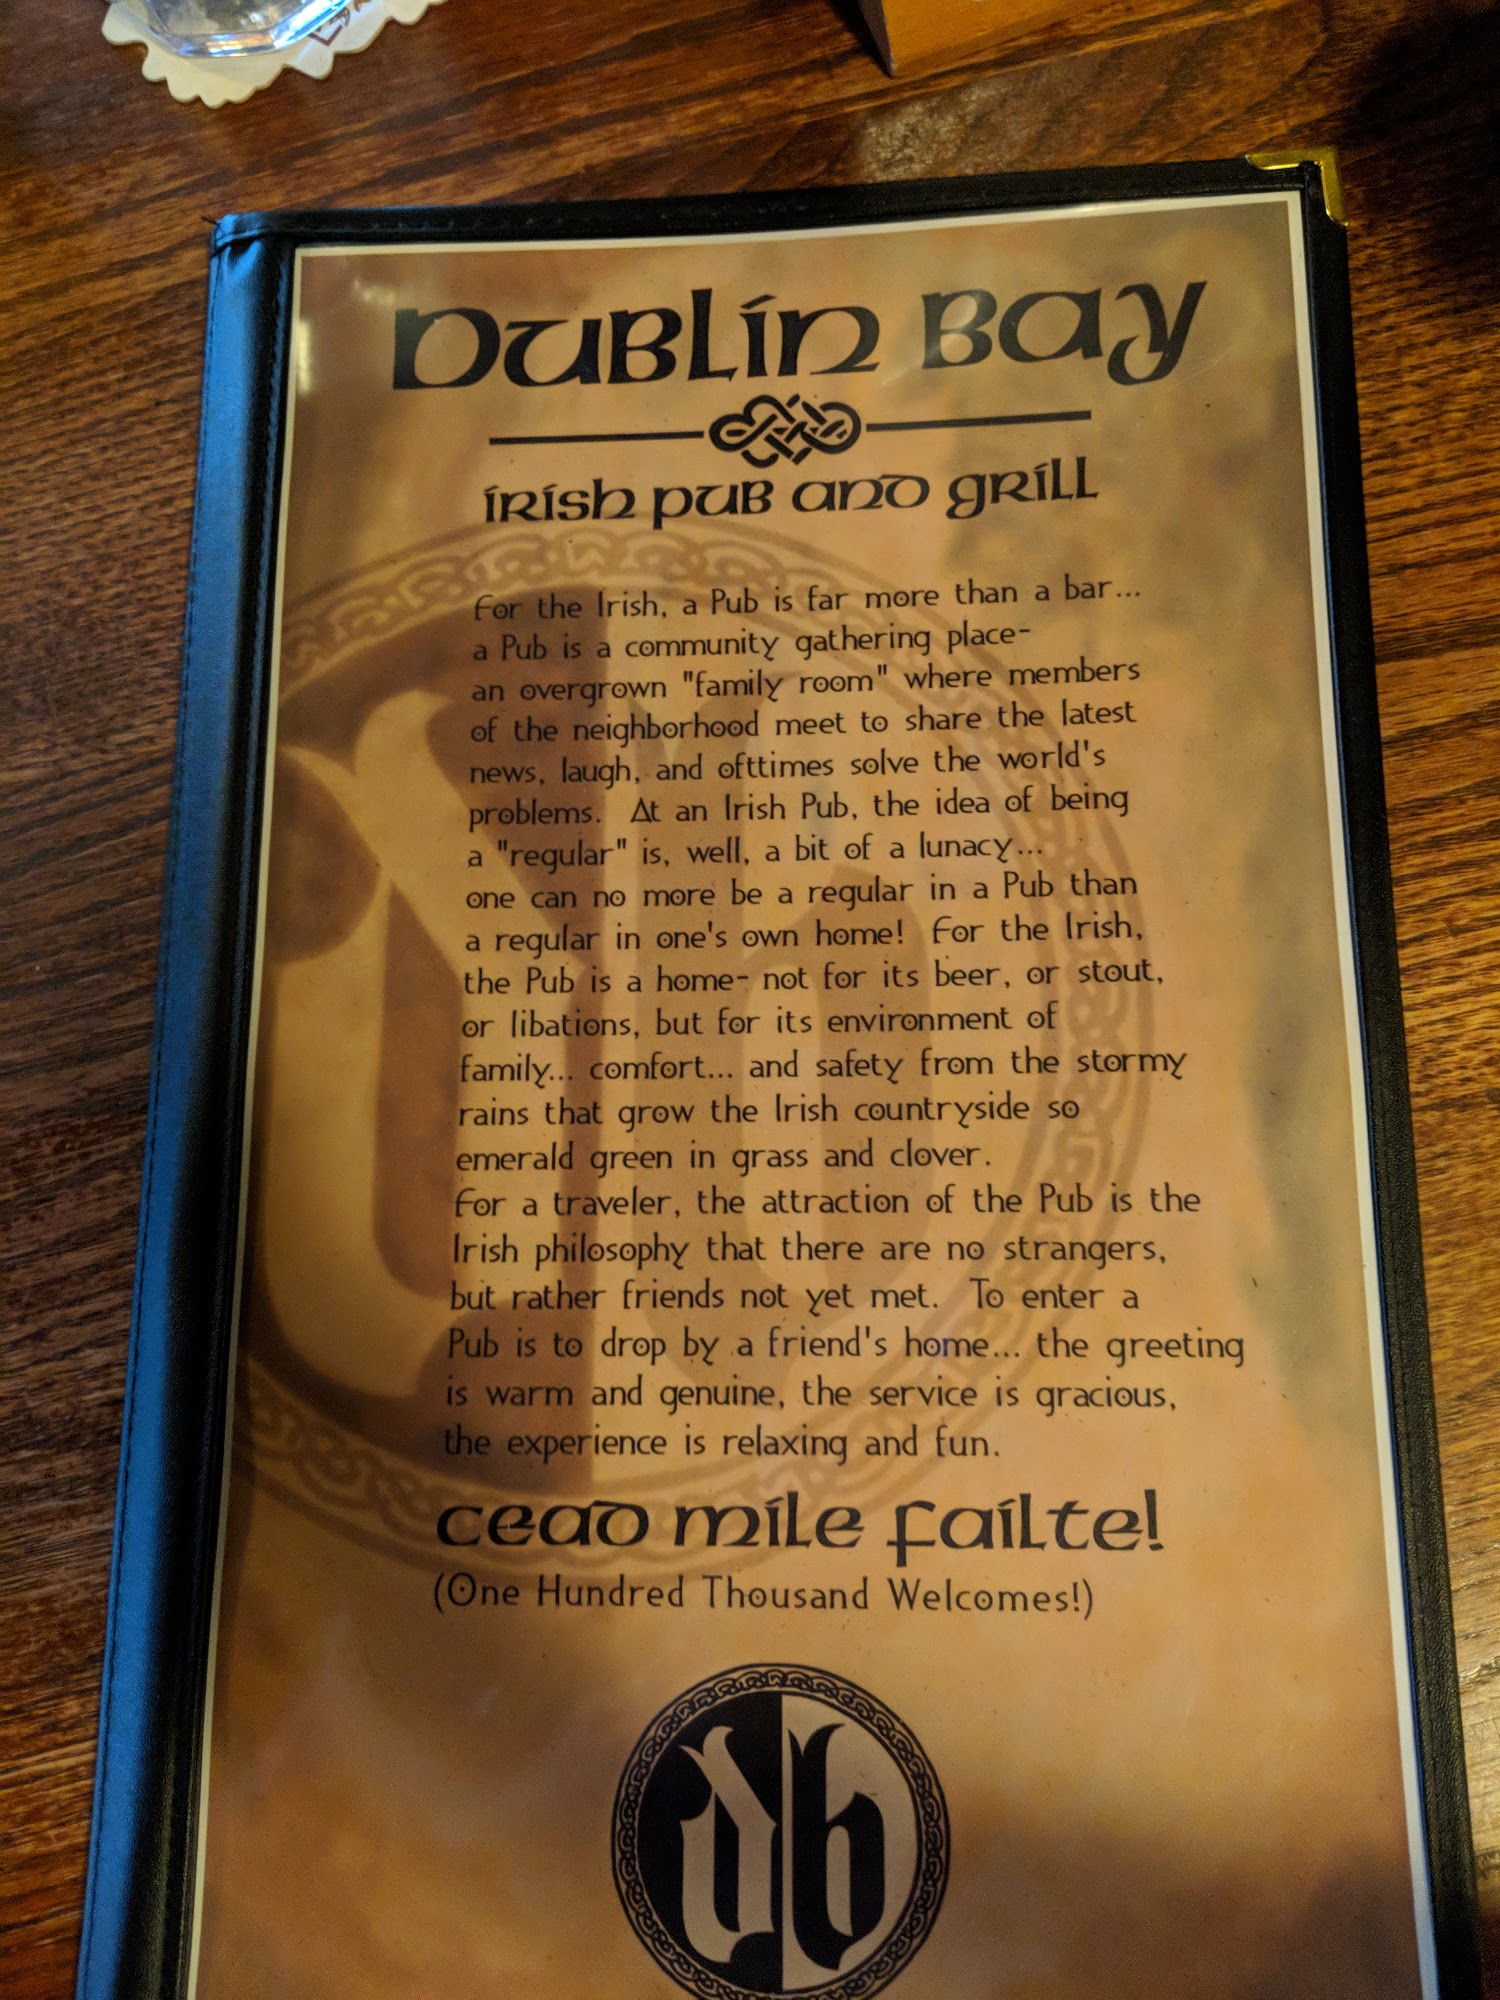 DUBLIN BAY
IRISH PUB AND GRILL
For the Irish, a Pub is far more than a bar...
a Pub is a community gathering place-
an overgrown "family room" where members
of the neighborhood meet to share the latest
news, laugh, and ofttimes solve the world's
problems. At an Irish Pub, the idea of being
a "regular" is, well, a bit of a lunacy...
one can no more be a regular in a Pub than
a regular in one's own home! For the Irish,
the Pub is a home- not for its beer, or stout,
or libations, but for its environment of
family... comfort... and safety from the stormy
rains that grow the Irish countryside so
emerald green in grass and clover.
For a traveler, the attraction of the Pub is the
Irish philosophy that there are no strangers,
but rather friends not yet met. To enter a
Pub is to drop by a friend's home... the greeting
is warm and genuine, the service is gracious,
the experience is relaxing and fun.
CEAD MILE FAILTE!
(One Hundred Thousand Welcomes!)
db